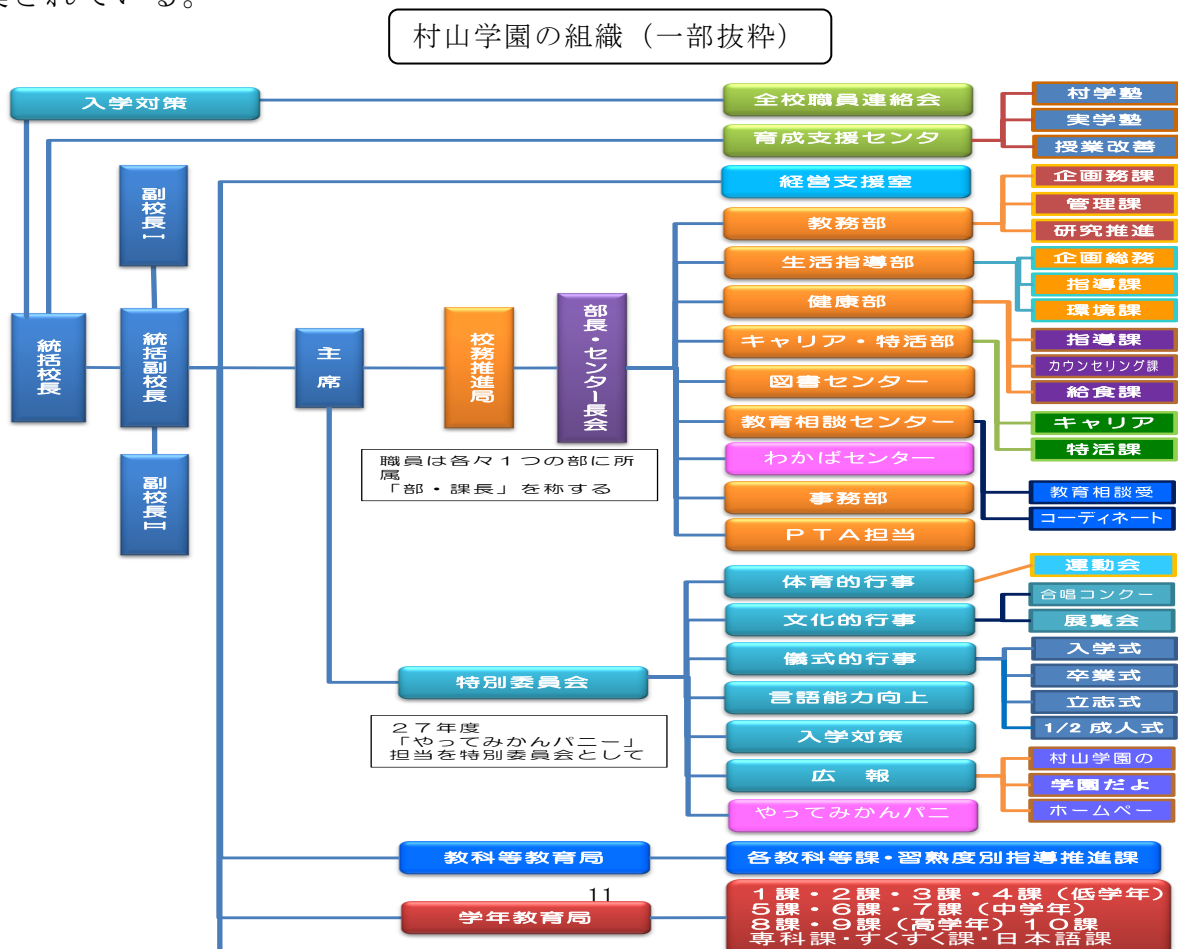 されている。
村山学園の組織（一部抜粋）
入学対策
全校職員連絡会
育成支援センタ
村学塾
実学塾
授業改善
経営支援室
副校長Ⅰ
統括校長
統括副校長
副校長Ⅱ
主席
校務推進局
部長・センター長会
職員は各々１つの部に所
属
「部・課長」を称する
教務部
企画務課
管理課
研究推進
生活指導部
企画総務
指導課
環境課
健康部
指導課
カウンセリング課
給食課
キャリア・特活部
キャリア
特活課
図書センター
教育相談センター
教育相談受
コーディネート
わかばセンター
事務部
ＰＴＡ担当
特別委員会
２７年度
「やってみかんパニー」
担当を特別委員会として
体育的行事
運動会
文化的行事
合唱コンクー
展覧会
儀式的行事
入学式
卒業式
立志式
1/2 成人式
言語能力向上
入学対策
広　報
村山学園の
学園だよ
ホームペー
やってみかんパニ
教科等教育局
各教科等課・習熟度別指導推進課
学年教育局
１課・２課・３課・４課（低学年）
５課・６課・７課（中学年）
８課・９課（高学年）１０課
専科課・すくすく課・日本語課
11